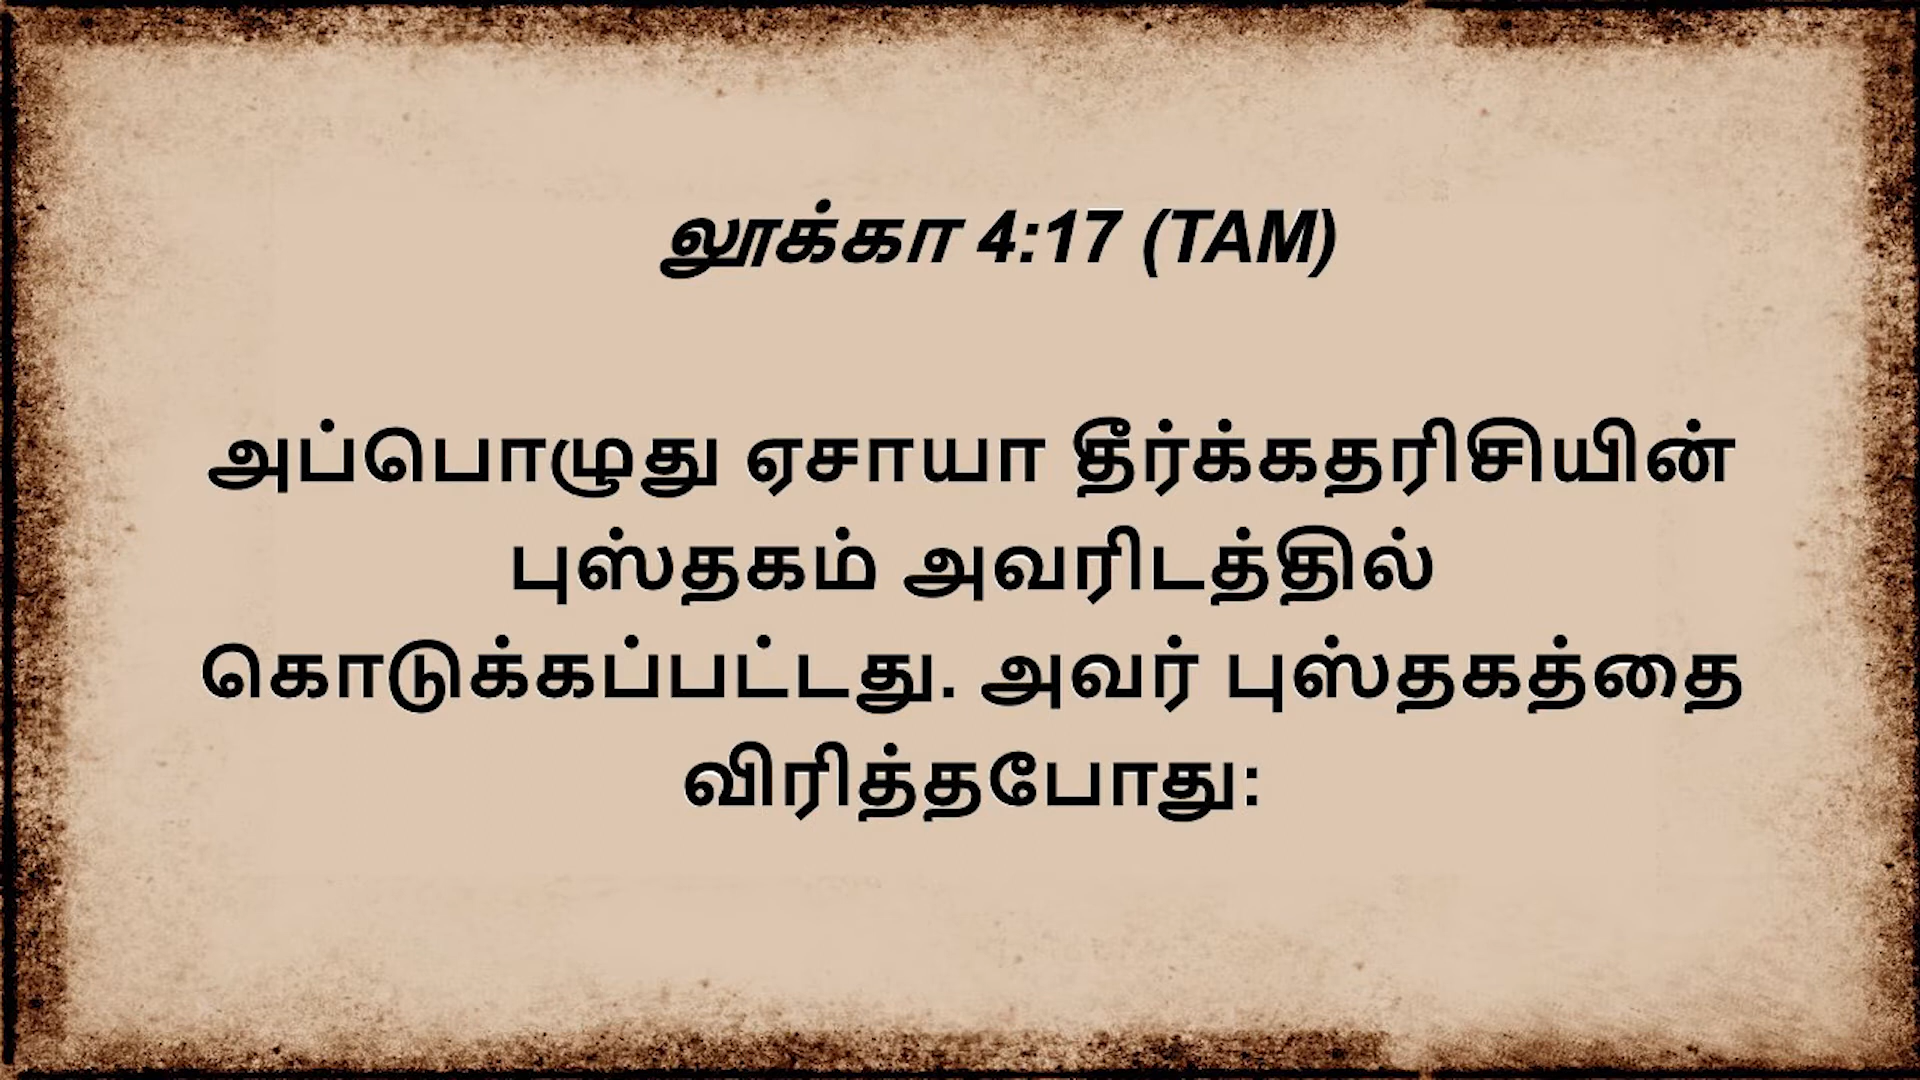 லூக்கா 4:17 (TAM)
அப்பொழுது ஏசாயா தீர்க்கதரிசியின்
புஸ்தகம் அவரிடத்தில்
கொடுக்கப்பட்டது. அவர் புஸ்தகத்தை
விரித்தபோது: